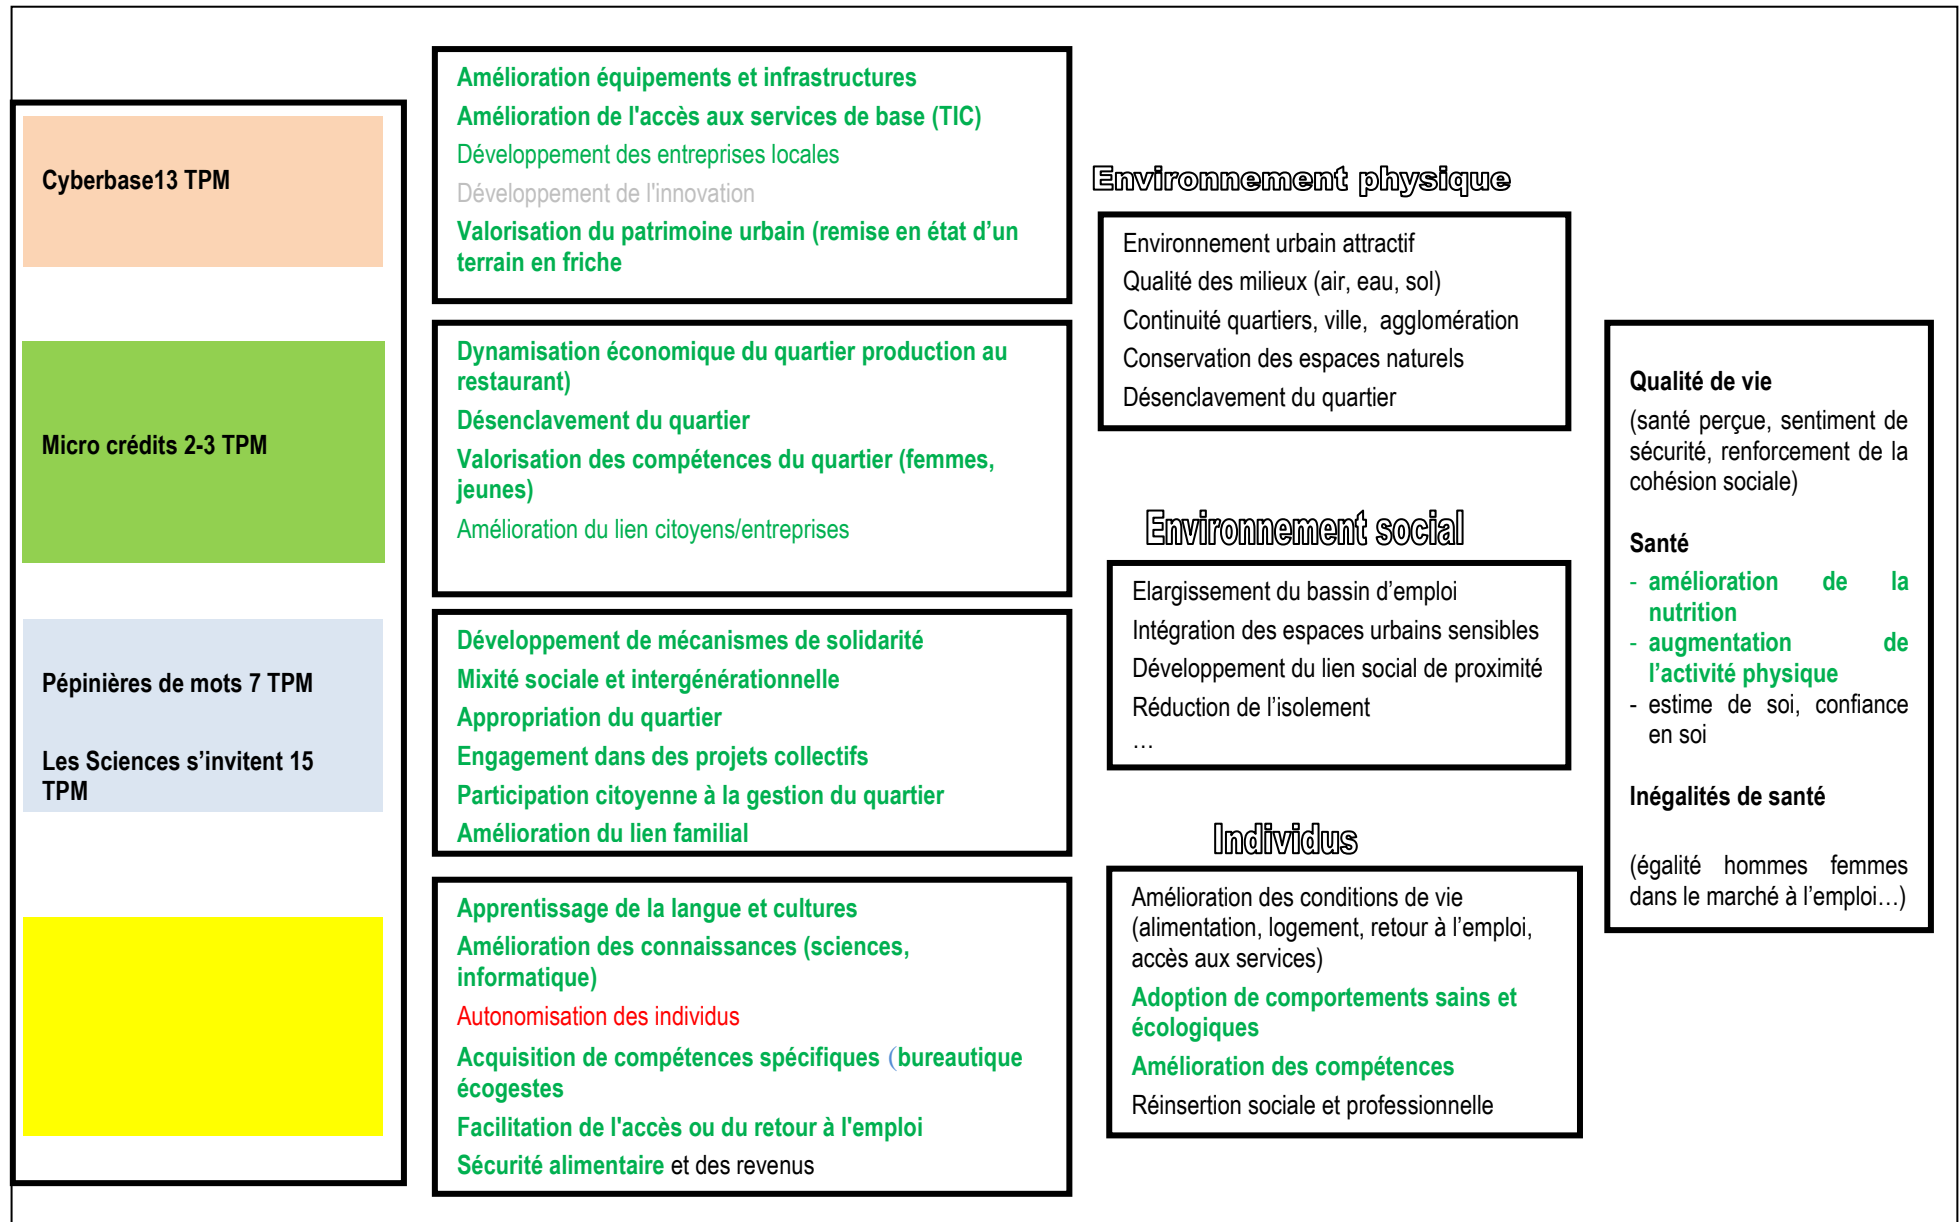 Cyberbase13 TPM
Micro crédits 2-3 TPM
Pépinières de mots 7 TPM
Les Sciences s’invitent 15
TPM
Amélioration équipements et infrastructures
Amélioration de l'accès aux services de base (TIC)
Développement des entreprises locales
Développement de l'innovation
Valorisation du patrimoine urbain (remise en état d’un
terrain en friche
Dynamisation économique du quartier production au
restaurant)
Désenclavement du quartier
Valorisation des compétences du quartier (femmes,
jeunes)
Amélioration du lien citoyens/entreprises
Développement de mécanismes de solidarité
Mixité sociale et intergénérationnelle
Appropriation du quartier
Engagement dans des projets collectifs
Participation citoyenne à la gestion du quartier
Amélioration du lien familial
Apprentissage de la langue et cultures
Amélioration des connaissances (sciences,
informatique)
Autonomisation des individus
Acquisition de compétences spécifiques (bureautique
écogestes
Facilitation de l'accès ou du retour à l'emploi
Sécurité alimentaire et des revenus
Environnement physique
Environnement urbain attractif
Qualité des milieux (air, eau, sol)
Continuité quartiers, ville, agglomération
Conservation des espaces naturels
Désenclavement du quartier
Environnement social
Elargissement du bassin d’emploi
Intégration des espaces urbains sensibles
Développement du lien social de proximité
Réduction de l’isolement
…
Individus
Amélioration des conditions de vie
(alimentation, logement, retour à l’emploi,
accès aux services)
Adoption de comportements sains et
écologiques
Amélioration des compétences
Réinsertion sociale et professionnelle
Qualité de vie
(santé perçue, sentiment de
sécurité, renforcement de la
cohésion sociale)
Santé
- amélioration de la
nutrition
- augmentation de
l’activité physique
- estime de soi, confiance
en soi
Inégalités de santé
(égalité hommes femmes
dans le marché à l’emploi…)